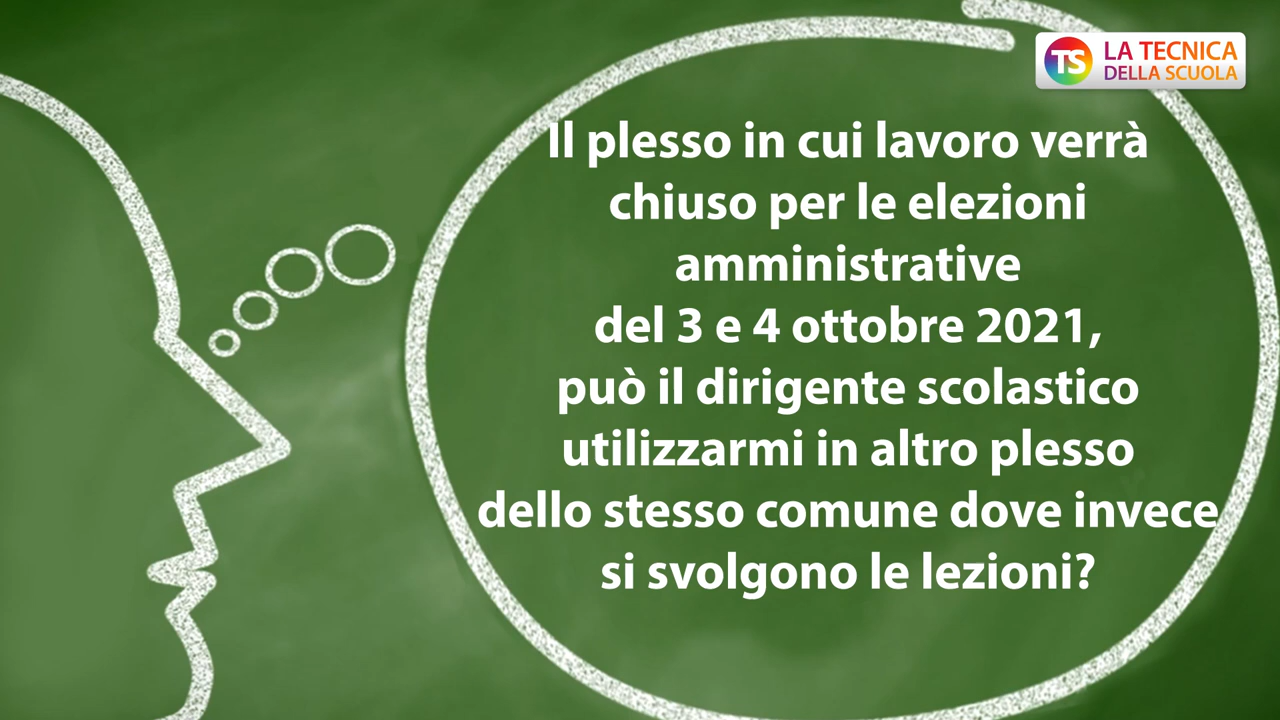 TS LA TECNICA
DELLA SCUOLA
Il plesso in cui lavoro verrà
chiuso per le elezioni
amministrative
del 3 e 4 ottobre 2021,
può il dirigente scolastico
utilizzarmi in altro plesso
dello stesso comune dove invece
si svolgono le lezioni?